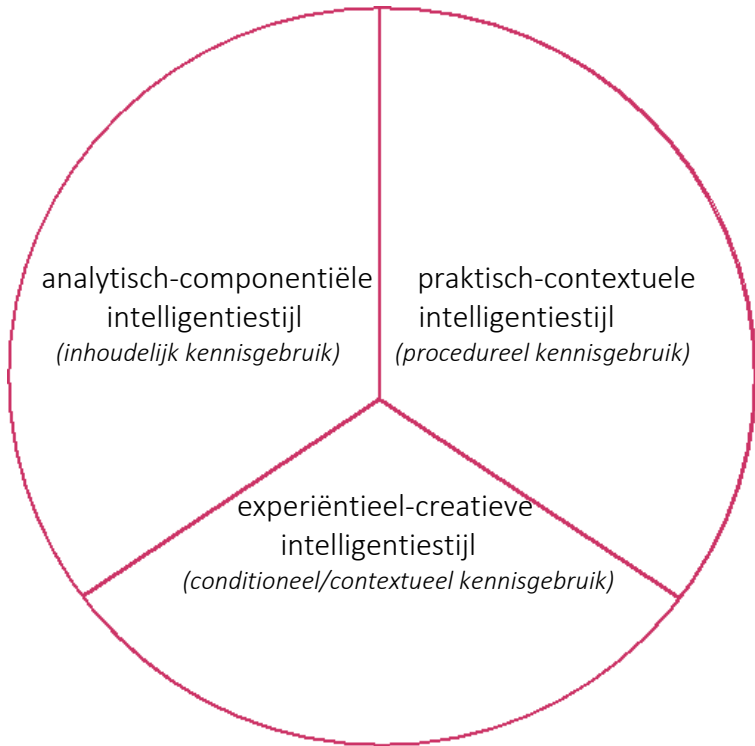 analytisch-componentiële
intelligentiestijl
(inhoudelijk kennisgebruik)
praktisch-contextuele
intelligentiestijl
(procedureel kennisgebruik)
experiëntieel-creatieve
intelligentiestijl
(conditioneel/contextueel kennisgebruik)